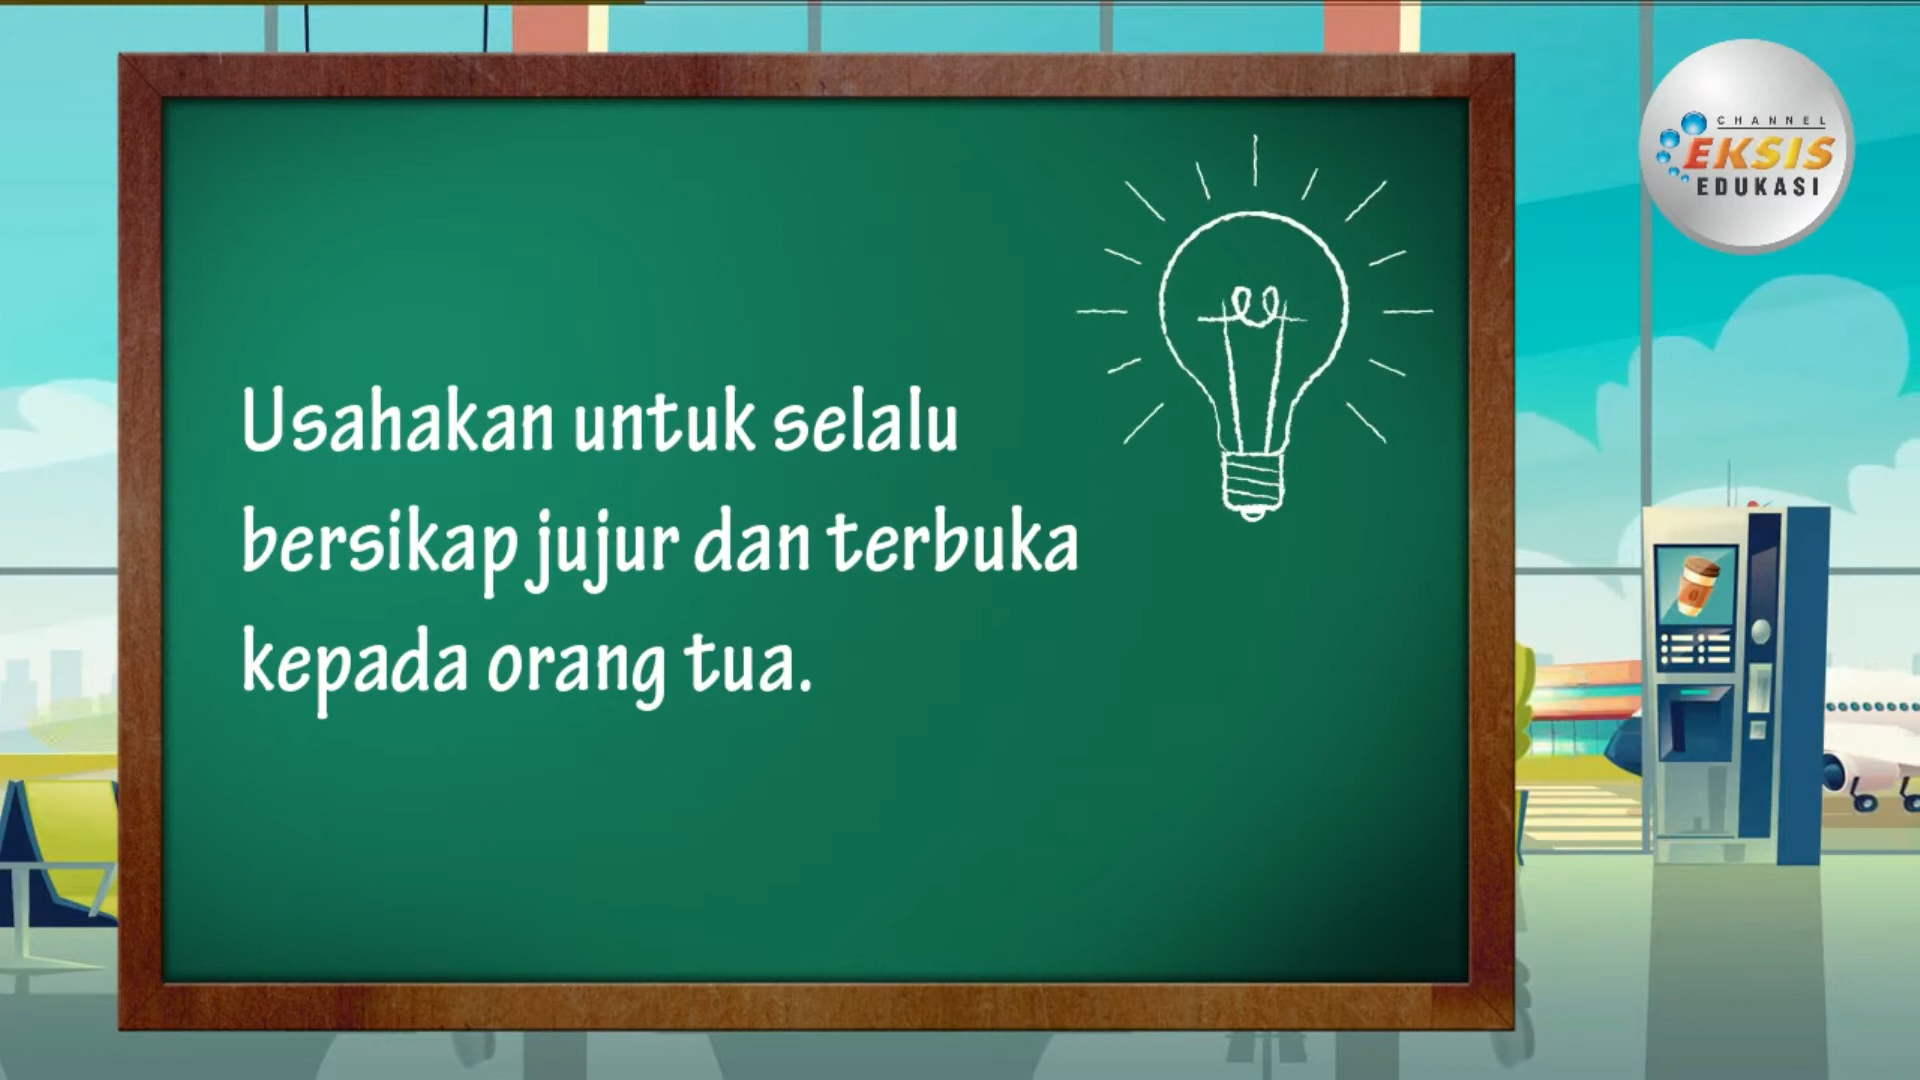 CHANNEL
EKSIS
EDUKASI
Usahakan untuk selalu
bersikap jujur dan terbuka
kepada orang tua.